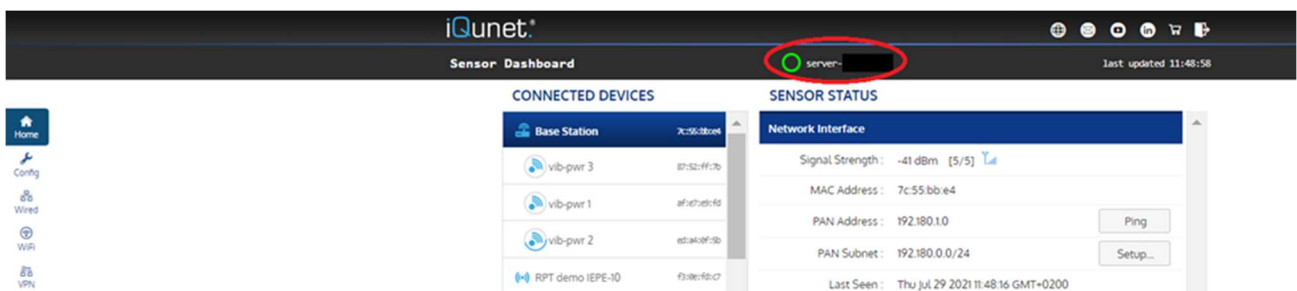 iQunet.®
Sensor Dashboard
server-
last updated 11:48:58
Home
Config
Wired
WiFi
VPN
CONNECTED DEVICES
Base Station 7c:55:bb:e4
vib-pwr 3 87:52:ff:7b
vib-pwr 1
vib-pwr 2
RPT demo IEPE-10
SENSOR STATUS
Network Interface
Signal Strength : -41 dBm [5/5]
MAC Address : 7c:55:bb:e4
PAN Address : 192.180.1.0 Ping
PAN Subnet : 192.180.0.0/24 Setup...
Last Seen : Thu Jul 29 2021 11:48:16 GMT+0200